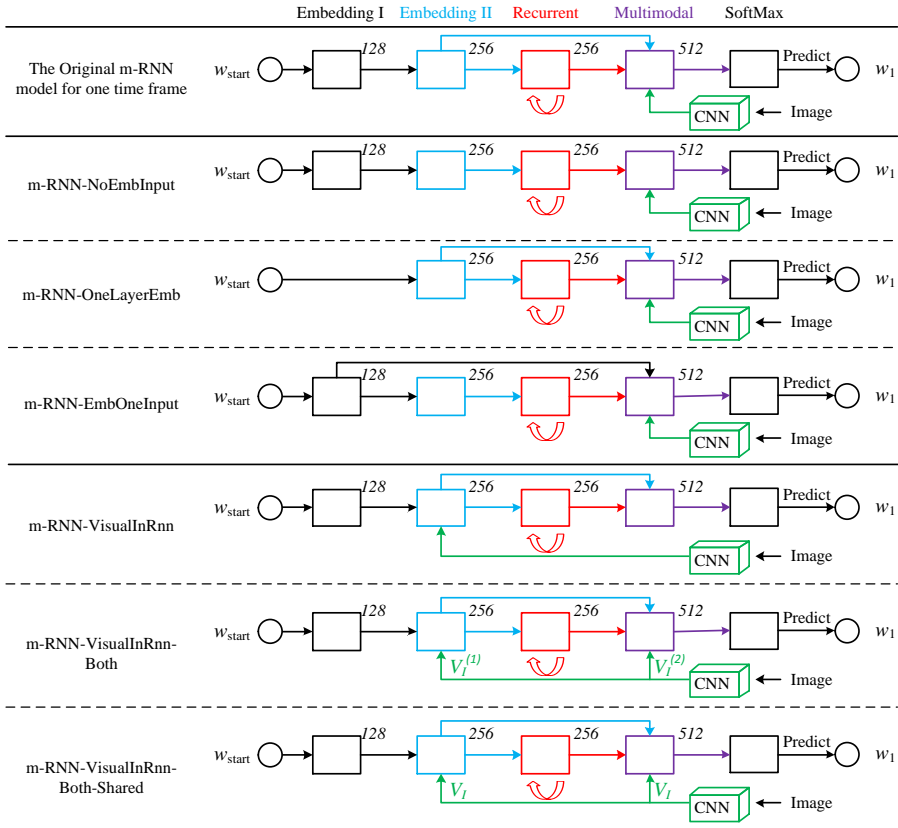 Embedding I Embedding II Recurrent Multimodal SoftMax
The Original m-RNN
model for one time frame
w_start 128 256 256 512 Predict w_1
CNN Image
m-RNN-NoEmbInput
w_start 128 256 256 512 Predict w_1
CNN Image
m-RNN-OneLayerEmb
w_start 256 256 512 Predict w_1
CNN Image
m-RNN-EmbOneInput
w_start 128 256 256 512 Predict w_1
CNN Image
m-RNN-VisualInRnn
w_start 128 256 256 512 Predict w_1
CNN Image
m-RNN-VisualInRnn-
Both
w_start 128 256 256 512 Predict w_1
V_I^(1) V_I^(2) CNN Image
m-RNN-VisualInRnn-
Both-Shared
w_start 128 256 256 512 Predict w_1
V_I V_I CNN Image